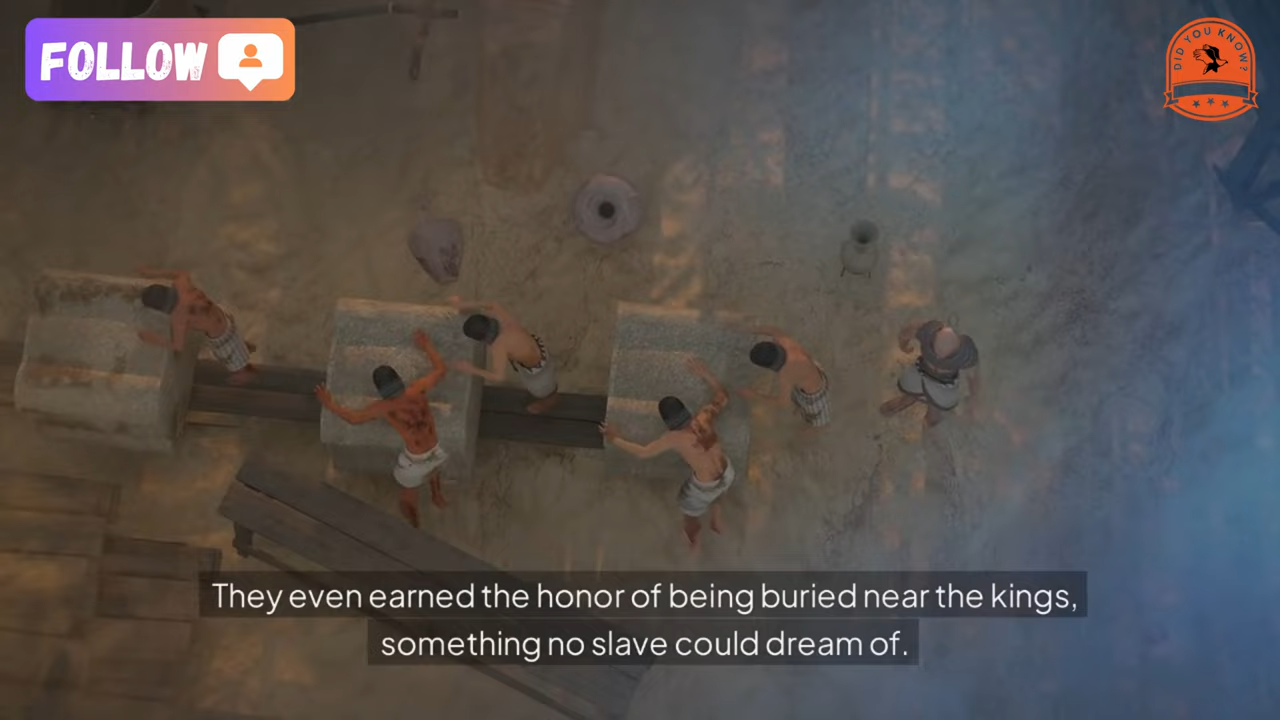 FOLLOW
DID YOU KNOW?
They even earned the honor of being buried near the kings,
something no slave could dream of.